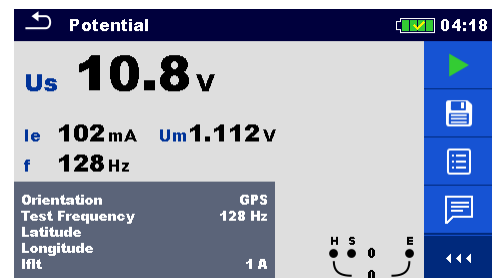 Potential 04:18
Us 10.8 V
Ie 102 mA Um 1.112 V
f 128 Hz
Orientation GPS
Test Frequency 128 Hz
Latitude
Longitude
Iflt 1 A
H S 0 E
0